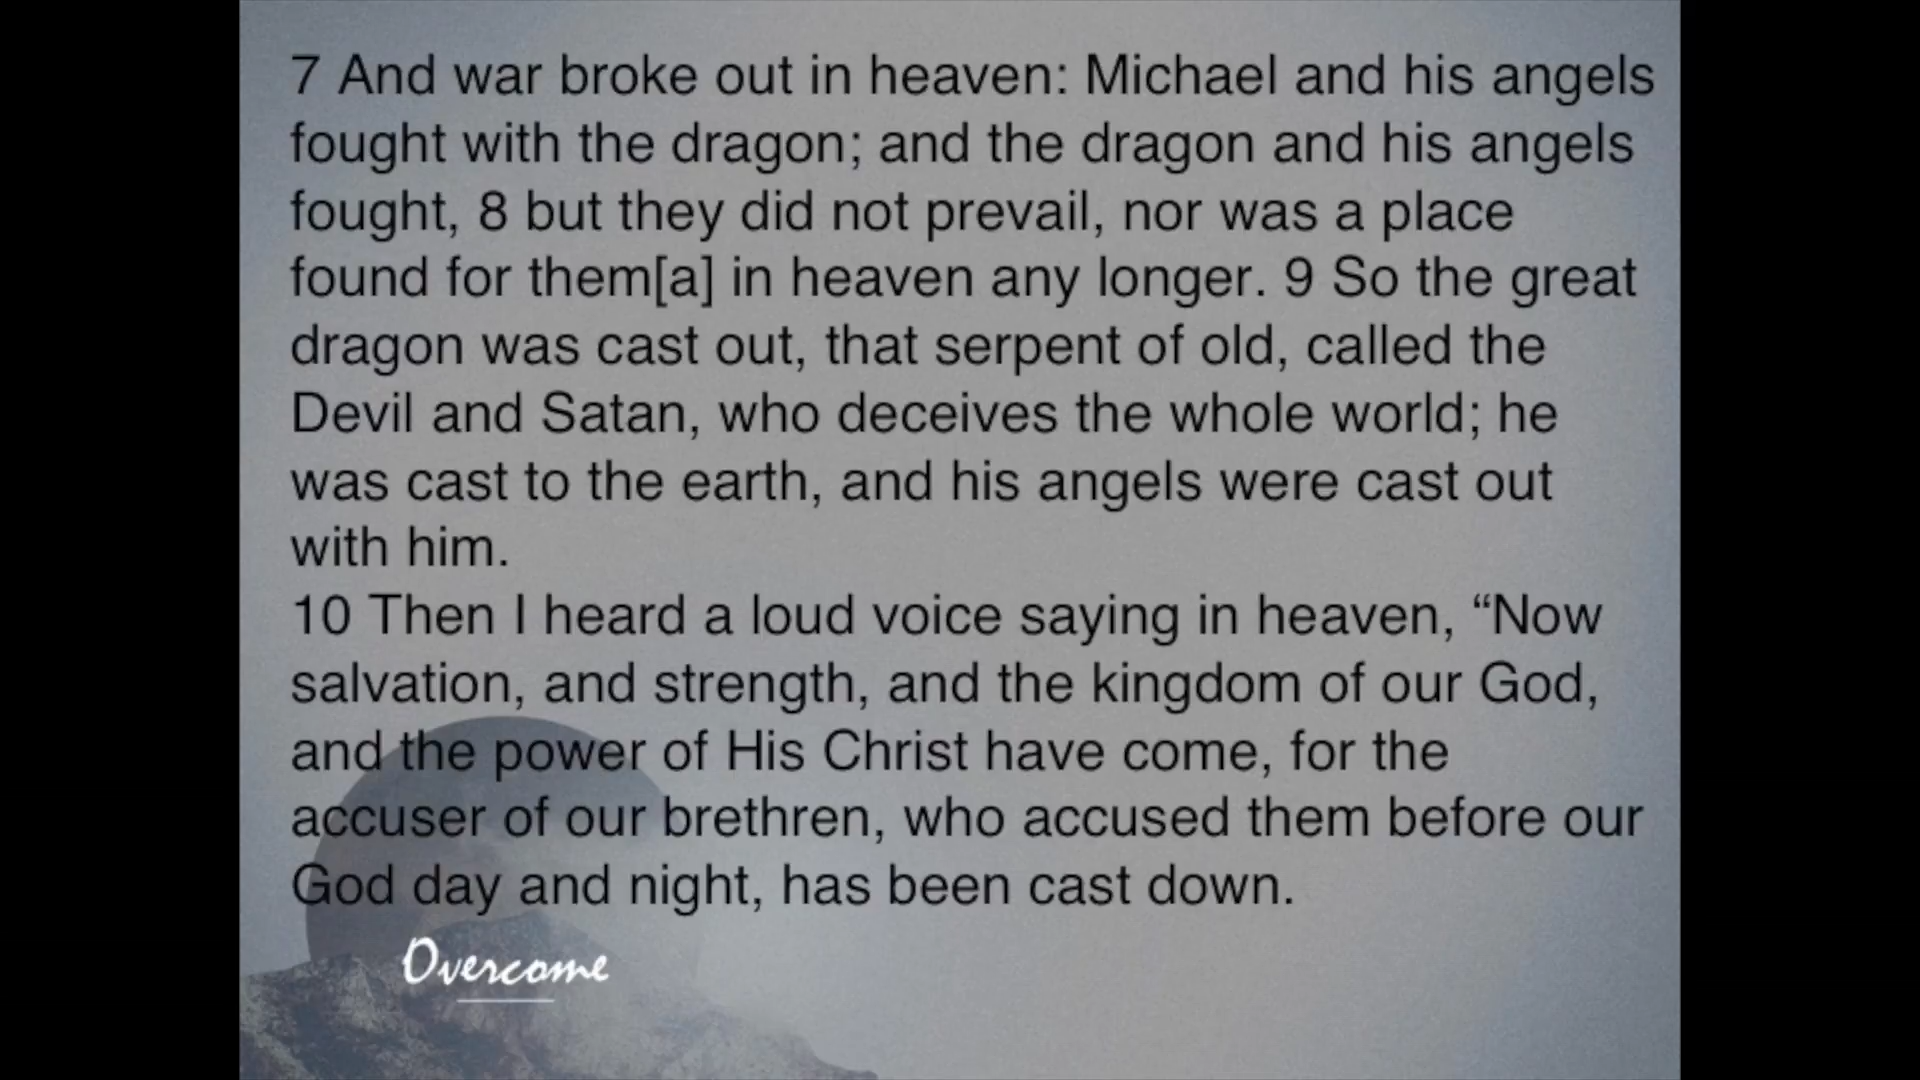 7 And war broke out in heaven: Michael and his angels
fought with the dragon; and the dragon and his angels
fought, 8 but they did not prevail, nor was a place
found for them[a] in heaven any longer. 9 So the great
dragon was cast out, that serpent of old, called the
Devil and Satan, who deceives the whole world; he
was cast to the earth, and his angels were cast out
with him.
10 Then I heard a loud voice saying in heaven, “Now
salvation, and strength, and the kingdom of our God,
and the power of His Christ have come, for the
accuser of our brethren, who accused them before our
God day and night, has been cast down.
Overcome